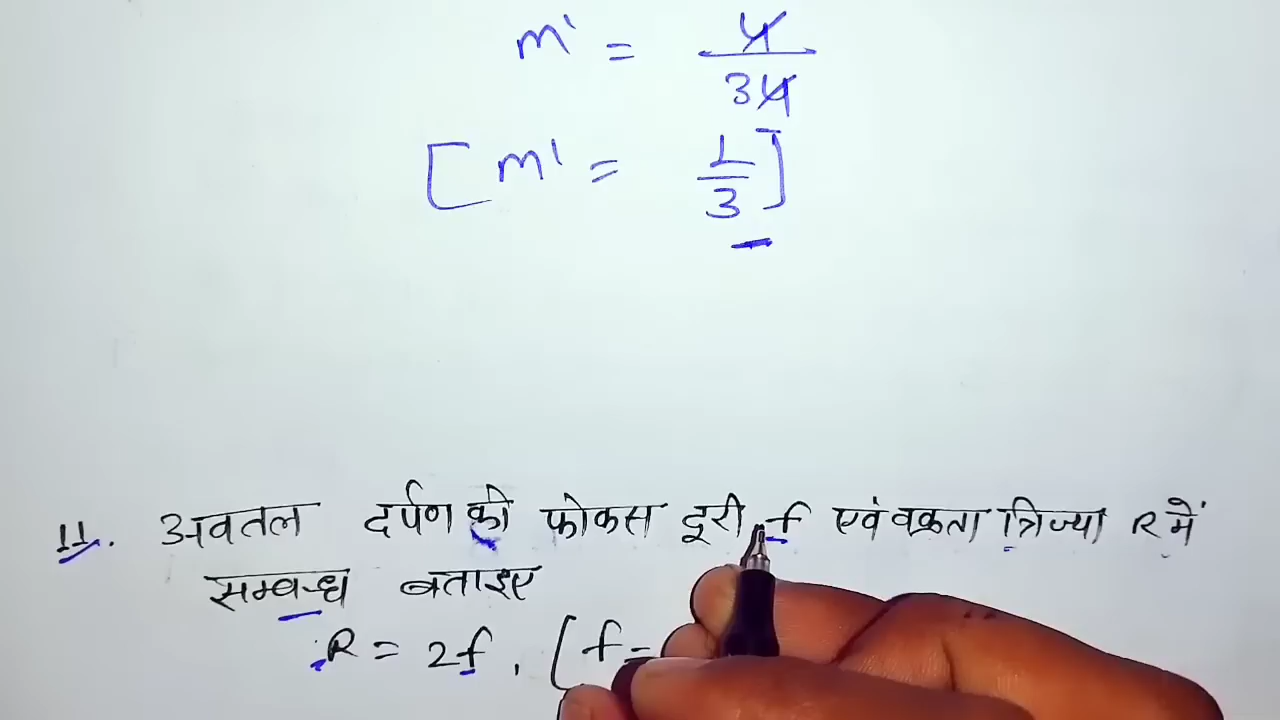 m' = 4/34
[m' = 1/3]
11. अवतल दर्पण की फोकस दूरी f एवं वक्रता त्रिज्या R में
सम्बन्ध बताइए
R = 2f, [f =